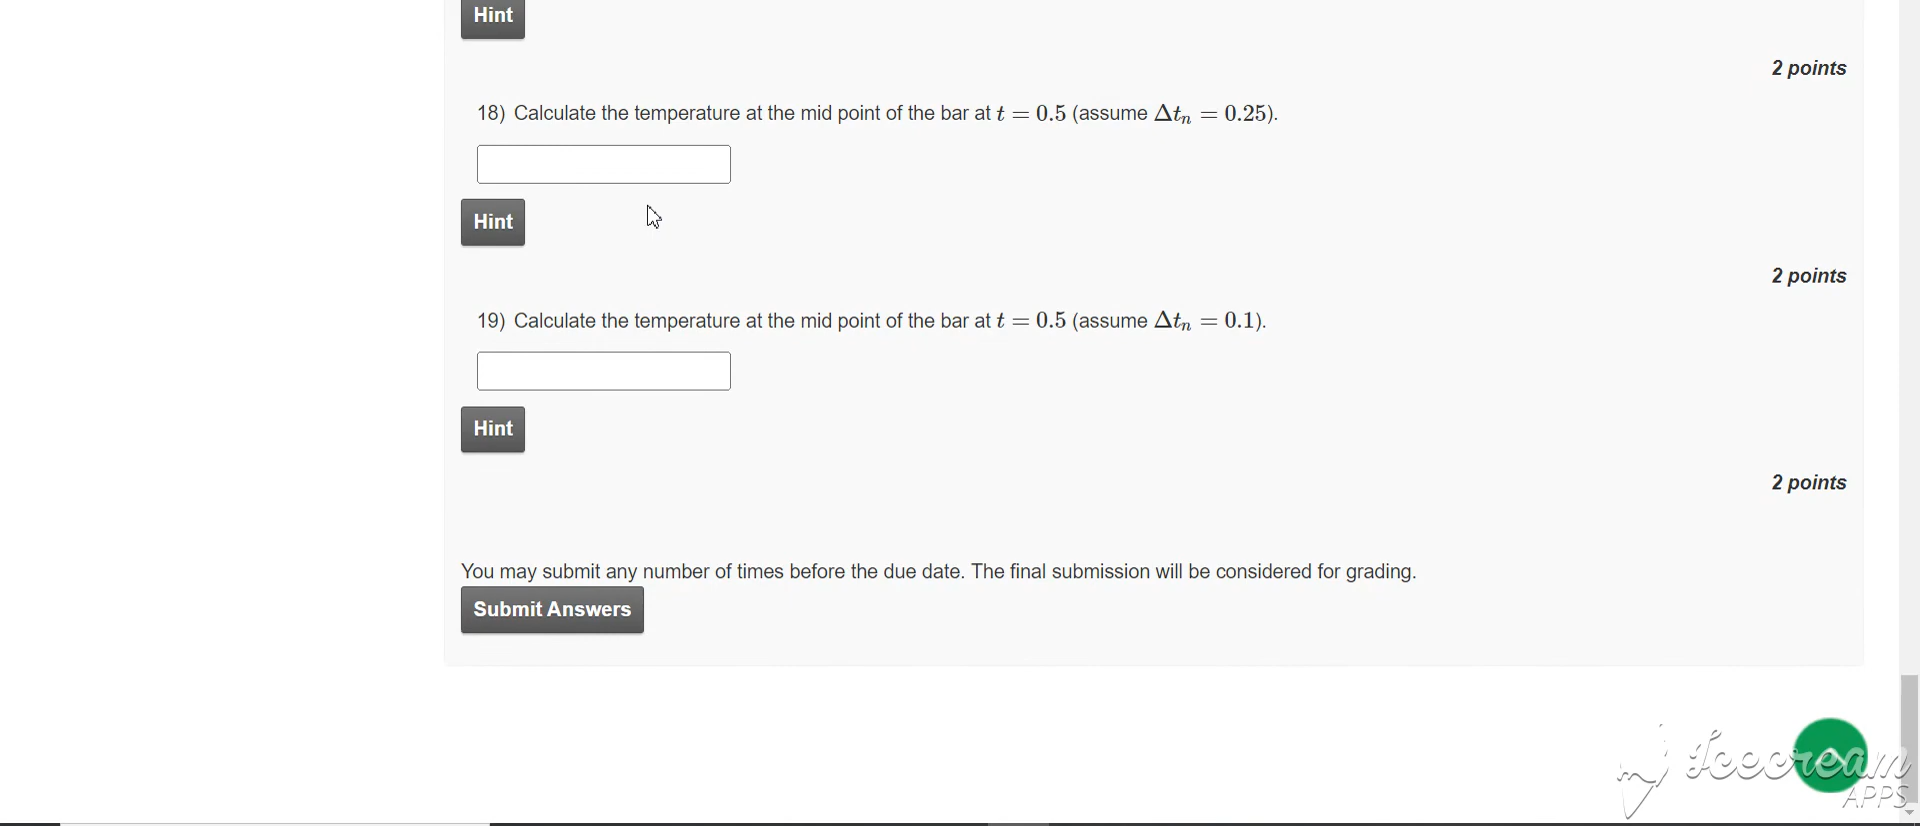 Hint
2 points
18) Calculate the temperature at the mid point of the bar at t = 0.5 (assume Δtₙ = 0.25).
Hint
2 points
19) Calculate the temperature at the mid point of the bar at t = 0.5 (assume Δtₙ = 0.1).
Hint
2 points
You may submit any number of times before the due date. The final submission will be considered for grading.
Submit Answers
Icecream
APPS